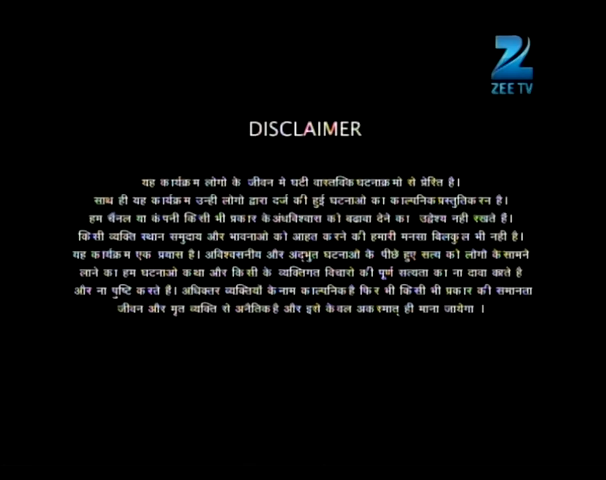 ZEE TV
DISCLAIMER
यह कार्यक्रम लोगो के जीवन मे घटी वास्तविक घटनाक्रमो से प्रेरित है।
साथ ही यह कार्यक्रम उन्ही लोगो द्वारा दर्ज की हुई घटनाओ का काल्पनिक प्रस्तुतिकरन है।
हम चैंनल या कंपनी किसी भी प्रकार के अंधविश्वास को बढावा देने का उद्देश्य नही रखते हैं।
किसी व्यक्ति स्थान समुदाय और भावनाओ को आहत करने की हमारी मनसा बिलकुल भी नही है।
यह कार्यक्रम एक प्रयास है। अविश्वसनीय और अद्भुत घटनाओ के पीछे हुए सत्य को लोगो के सामने
लाने का। हम घटनाओ कथा और किसी के व्यक्तिगत विचारो की पूर्ण सत्यता का ना दावा करते है
और ना पुष्टि करते हैं। अधिकतर व्यक्तियों के नाम काल्पनिक है फिर भी किसी भी प्रकार की समानता
जीवन और मृत व्यक्ति से अनैतिक है और इसे केवल अकस्मात् ही माना जायेगा ।